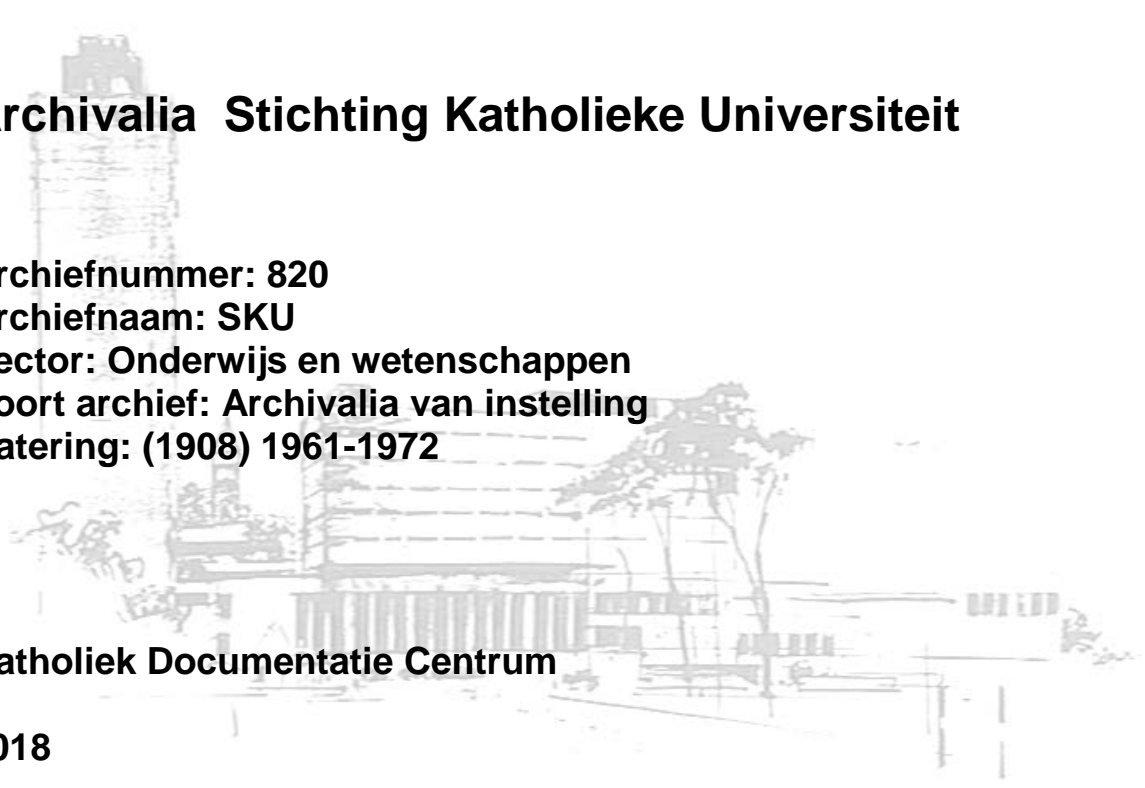 rchivalia  Stichting Katholieke Universiteit
rchiefnummer: 820
rchiefnaam: SKU
ector: Onderwijs en wetenschappen
oort archief: Archivalia van instelling
atering: (1908) 1961-1972
atholiek Documentatie Centrum
018